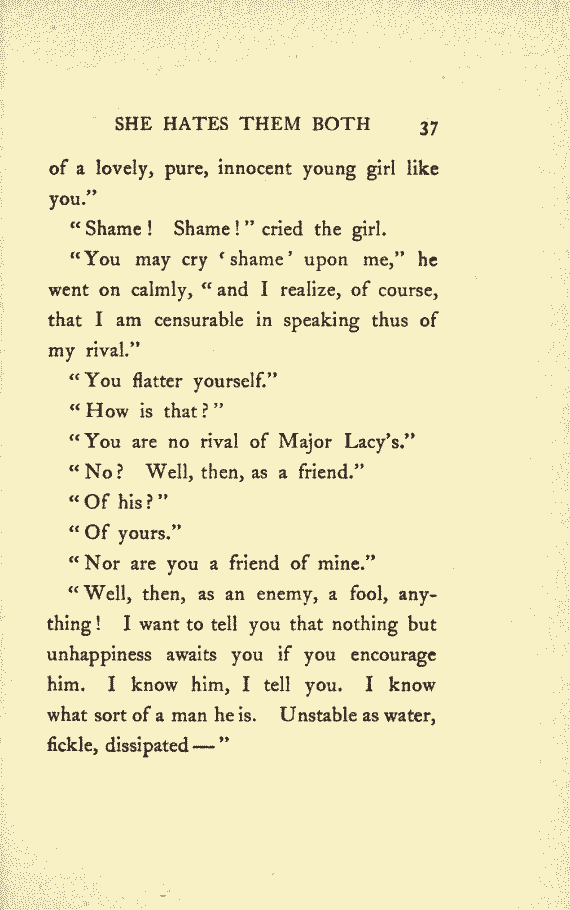 SHE HATES THEM BOTH 37
of a lovely, pure, innocent young girl like
you.”
“Shame! Shame!” cried the girl.
“You may cry ‘shame’ upon me,” he
went on calmly, “and I realize, of course,
that I am censurable in speaking thus of
my rival.”
“You flatter yourself.”
“How is that?”
“You are no rival of Major Lacy’s.”
“No? Well, then, as a friend.”
“Of his?”
“Of yours.”
“Nor are you a friend of mine.”
“Well, then, as an enemy, a fool, any-
thing! I want to tell you that nothing but
unhappiness awaits you if you encourage
him. I know him, I tell you. I know
what sort of a man he is. Unstable as water,
fickle, dissipated—”